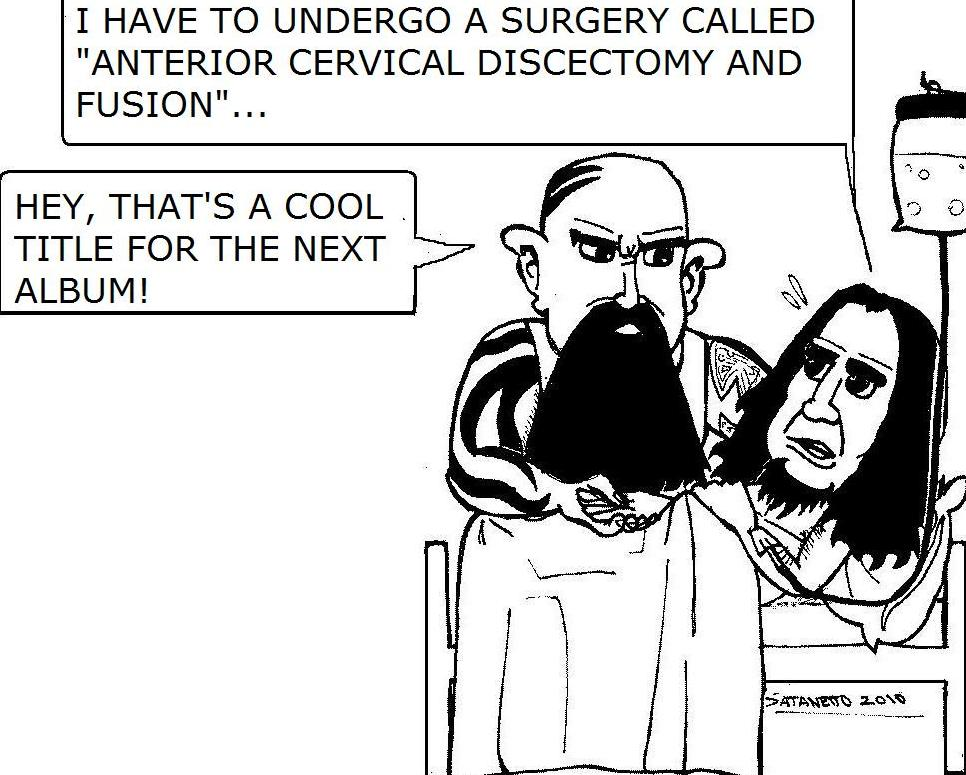 I HAVE TO UNDERGO A SURGERY CALLED
"ANTERIOR CERVICAL DISCECTOMY AND
FUSION"...
HEY, THAT'S A COOL
TITLE FOR THE NEXT
ALBUM!
SATANETTO 2010